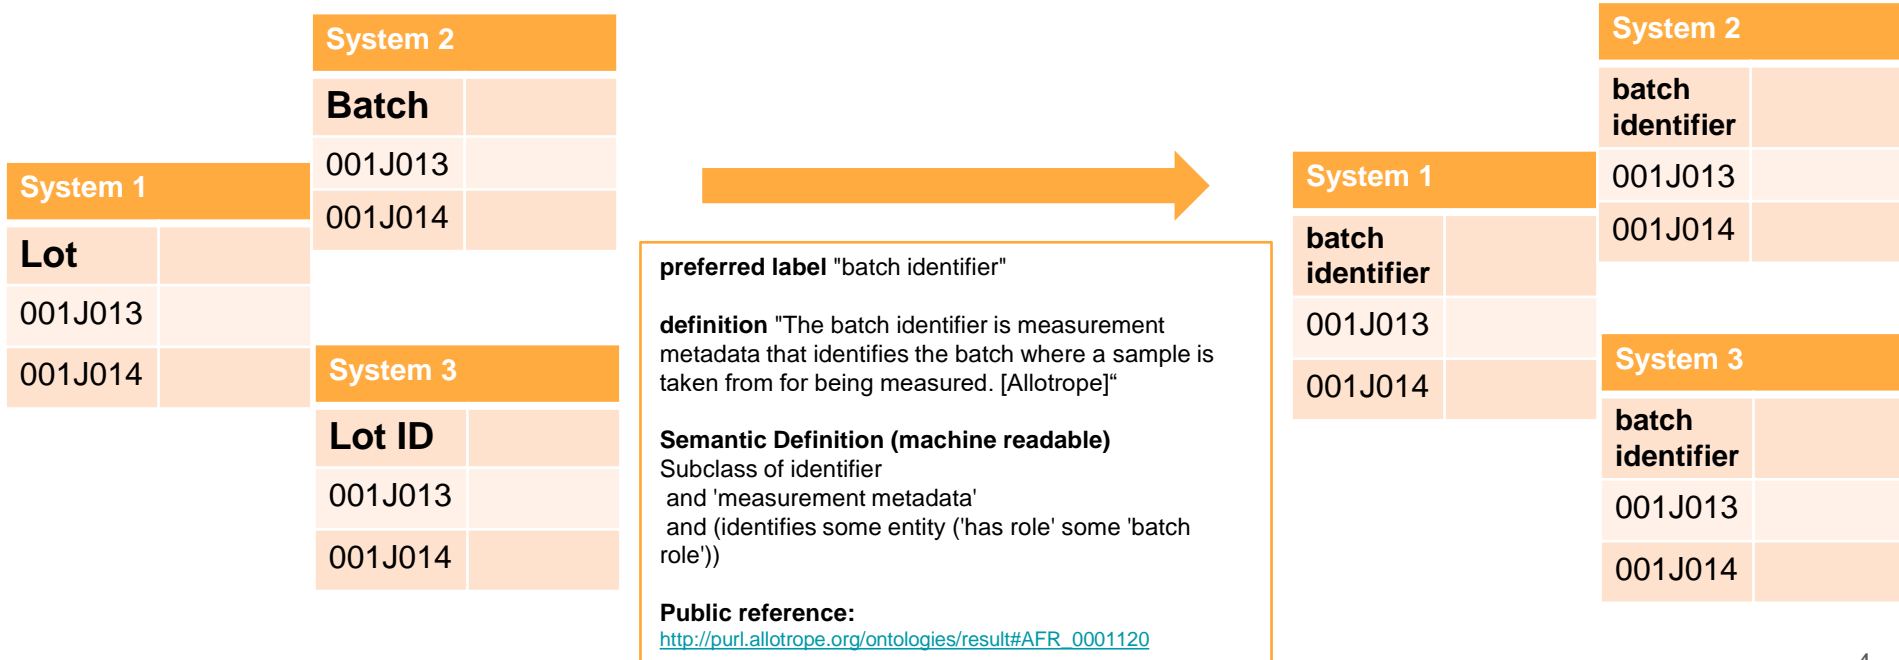 System 1
Lot
001J013
001J014
System 2
Batch
001J013
001J014
System 3
Lot ID
001J013
001J014
preferred label "batch identifier"
definition "The batch identifier is measurement
metadata that identifies the batch where a sample is
taken from for being measured. [Allotrope]“
Semantic Definition (machine readable)
Subclass of identifier
and 'measurement metadata'
and (identifies some entity ('has role' some 'batch
role'))
Public reference:
http://purl.allotrope.org/ontologies/result#AFR_0001120
System 1
batch
identifier
001J013
001J014
System 2
batch
identifier
001J013
001J014
System 3
batch
identifier
001J013
001J014